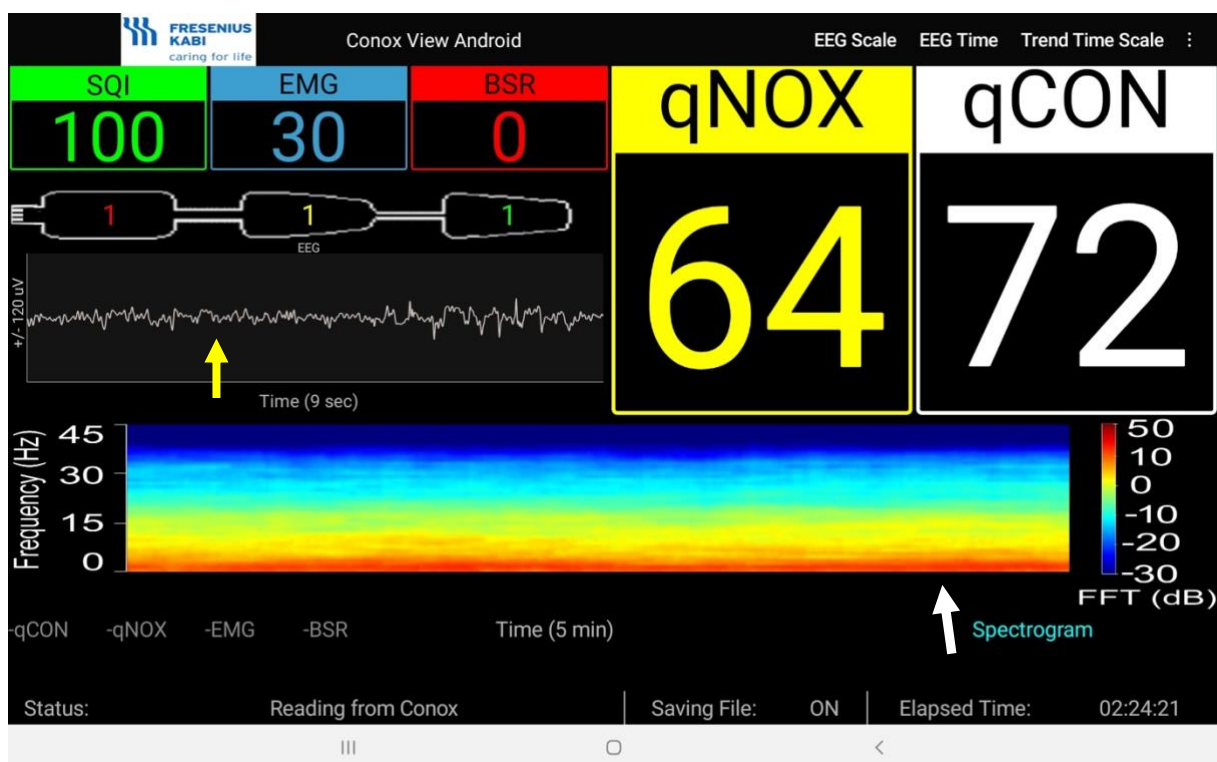 FRESENIUS
KABI
caring for life
Conox View Android
EEG Scale EEG Time Trend Time Scale
SQI EMG BSR qNOX qCON
100 30 0 64 72
1 1 1
EEG
+/- 120 uV
Time (9 sec)
Frequency (Hz)
45
30
15
0
50
10
0
-10
-20
-30
FFT (dB)
-qCON -qNOX -EMG -BSR Time (5 min) Spectrogram
Status: Reading from Conox Saving File: ON Elapsed Time: 02:24:21